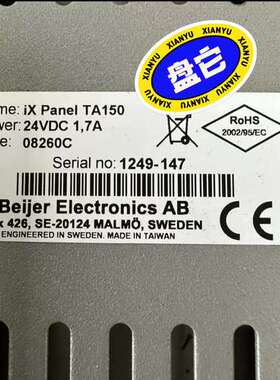 XIANYU XIANYU XIANYU XIANYU
盘它
me: iX Panel TA150
wer: 24VDC 1,7A
e: 08260C
RoHS
2002/95/EC
Serial no: 1249-147
Beijer Electronics AB
x 426, SE-20124 MALMÖ, SWEDEN
ENGINEERED IN SWEDEN. MADE IN TAIWAN
CE